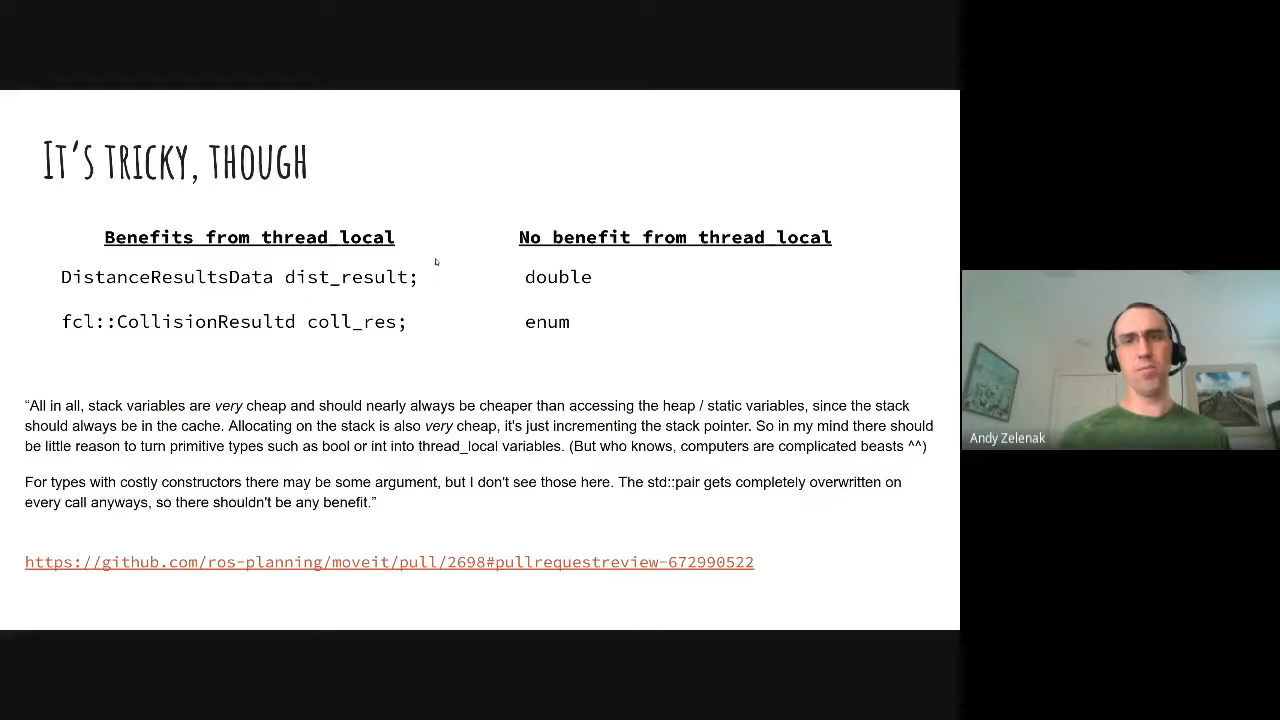 It's tricky, though
Benefits from thread_local
No benefit from thread_local
DistanceResultsData dist_result;
double
fcl::CollisionResultd coll_res;
enum
“All in all, stack variables are very cheap and should nearly always be cheaper than accessing the heap / static variables, since the stack
should always be in the cache. Allocating on the stack is also very cheap, it's just incrementing the stack pointer. So in my mind there should
be little reason to turn primitive types such as bool or int into thread_local variables. (But who knows, computers are complicated beasts ^^)
For types with costly constructors there may be some argument, but I don't see those here. The std::pair gets completely overwritten on
every call anyways, so there shouldn't be any benefit.”
https://github.com/ros-planning/moveit/pull/2698#pullrequestreview-672990522
Andy Zelenak